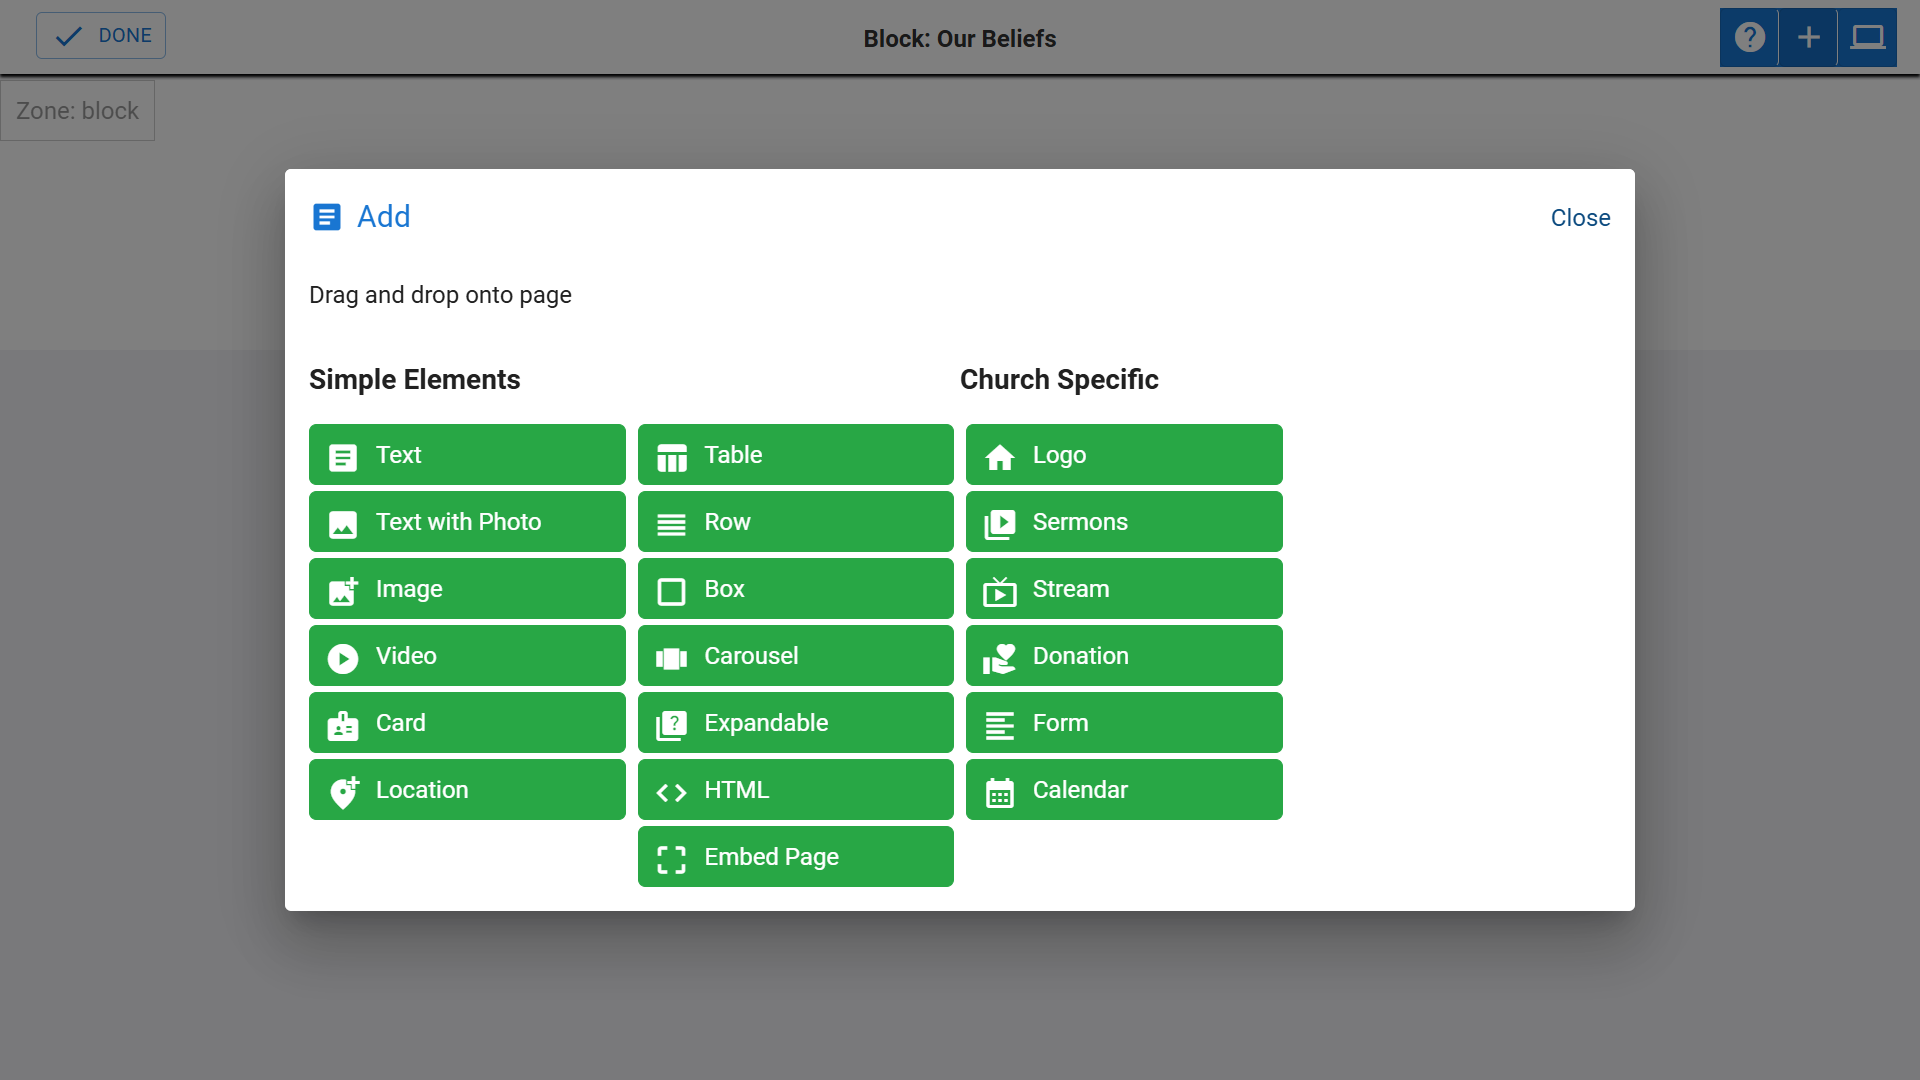 DONE
Block: Our Beliefs
Zone: block
Add
Close
Drag and drop onto page
Simple Elements
Text
Text with Photo
Image
Video
Card
Location
Table
Row
Box
Carousel
Expandable
HTML
Embed Page
Church Specific
Logo
Sermons
Stream
Donation
Form
Calendar